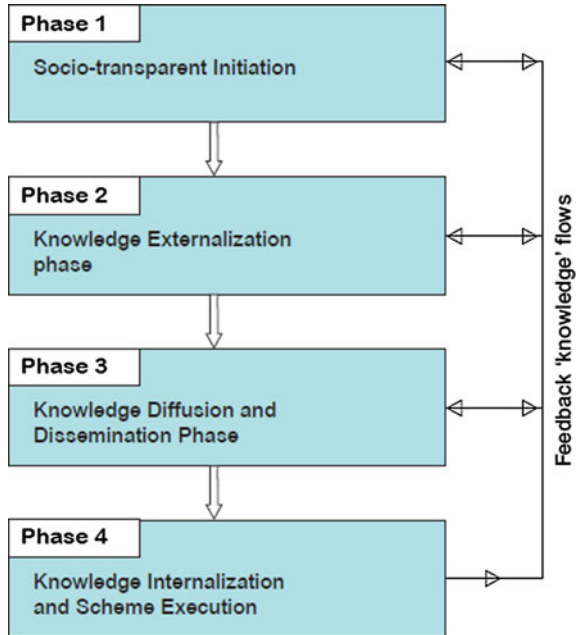 Phase 1
Socio-transparent Initiation
Phase 2
Knowledge Externalization
phase
Phase 3
Knowledge Diffusion and
Dissemination Phase
Phase 4
Knowledge Internalization
and Scheme Execution
Feedback ‘knowledge’ flows